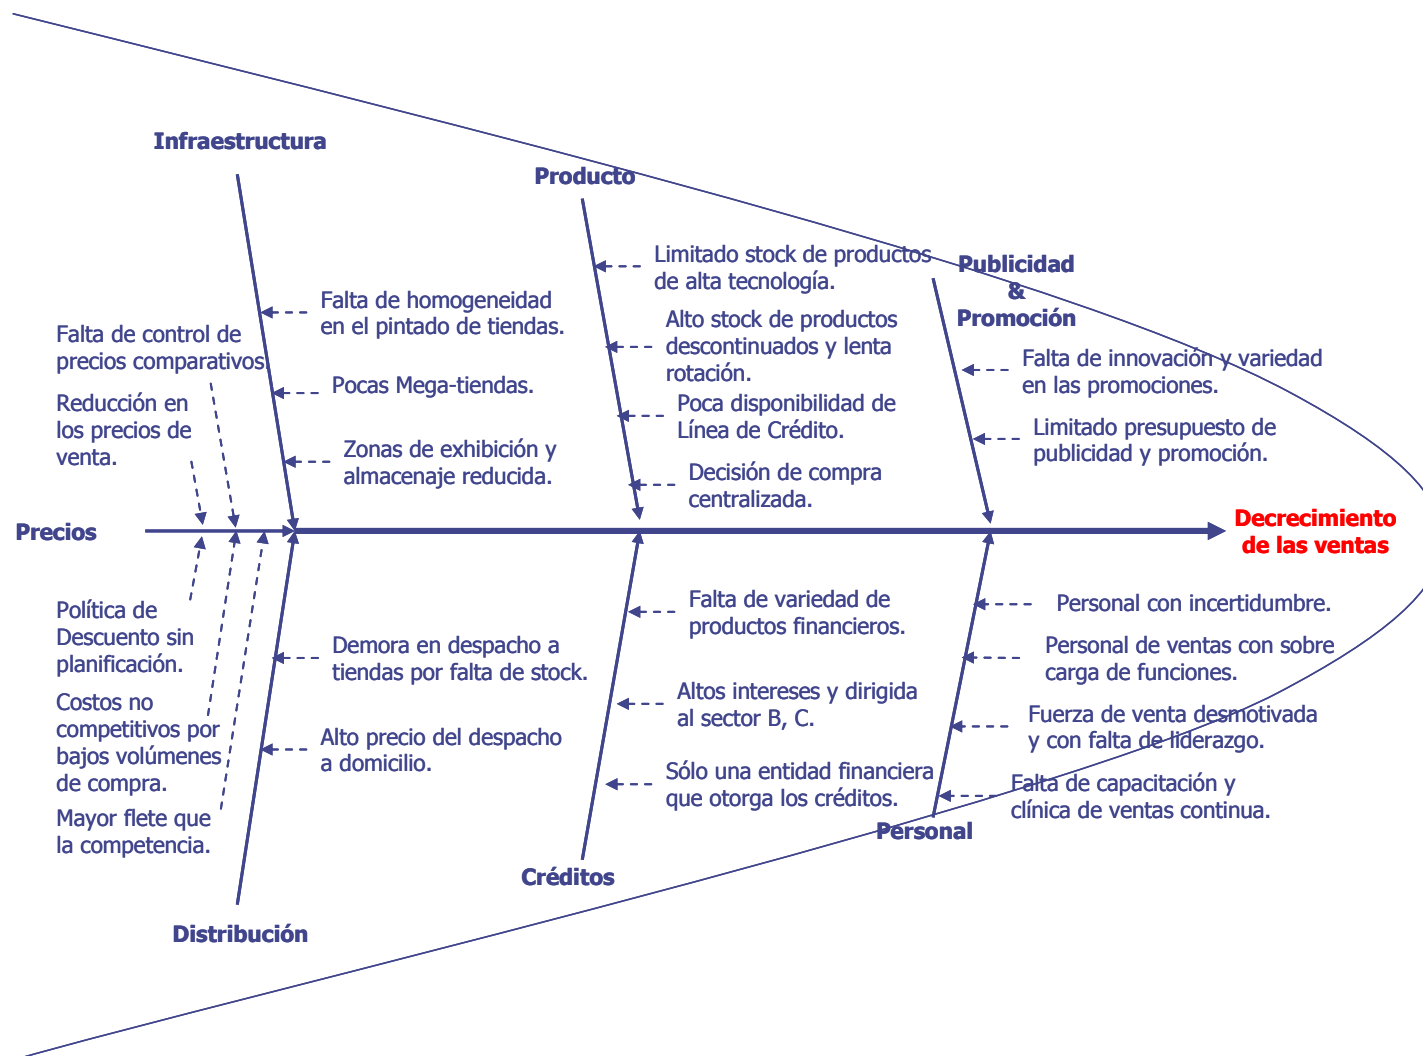 Infraestructura
Falta de homogeneidad
en el pintado de tiendas.
Pocas Mega-tiendas.
Zonas de exhibición y
almacenaje reducida.
Producto
Limitado stock de productos
de alta tecnología.
Alto stock de productos
descontinuados y lenta
rotación.
Poca disponibilidad de
Línea de Crédito.
Decisión de compra
centralizada.
Publicidad
&
Promoción
Falta de innovación y variedad
en las promociones.
Limitado presupuesto de
publicidad y promoción.
Falta de control de
precios comparativos.
Reducción en
los precios de
venta.
Precios
Decrecimiento
de las ventas
Política de
Descuento sin
planificación.
Costos no
competitivos por
bajos volúmenes
de compra.
Mayor flete que
la competencia.
Demora en despacho a
tiendas por falta de stock.
Alto precio del despacho
a domicilio.
Distribución
Falta de variedad de
productos financieros.
Altos intereses y dirigida
al sector B, C.
Sólo una entidad financiera
que otorga los créditos.
Créditos
Personal con incertidumbre.
Personal de ventas con sobre
carga de funciones.
Fuerza de venta desmotivada
y con falta de liderazgo.
Falta de capacitación y
clínica de ventas continua.
Personal